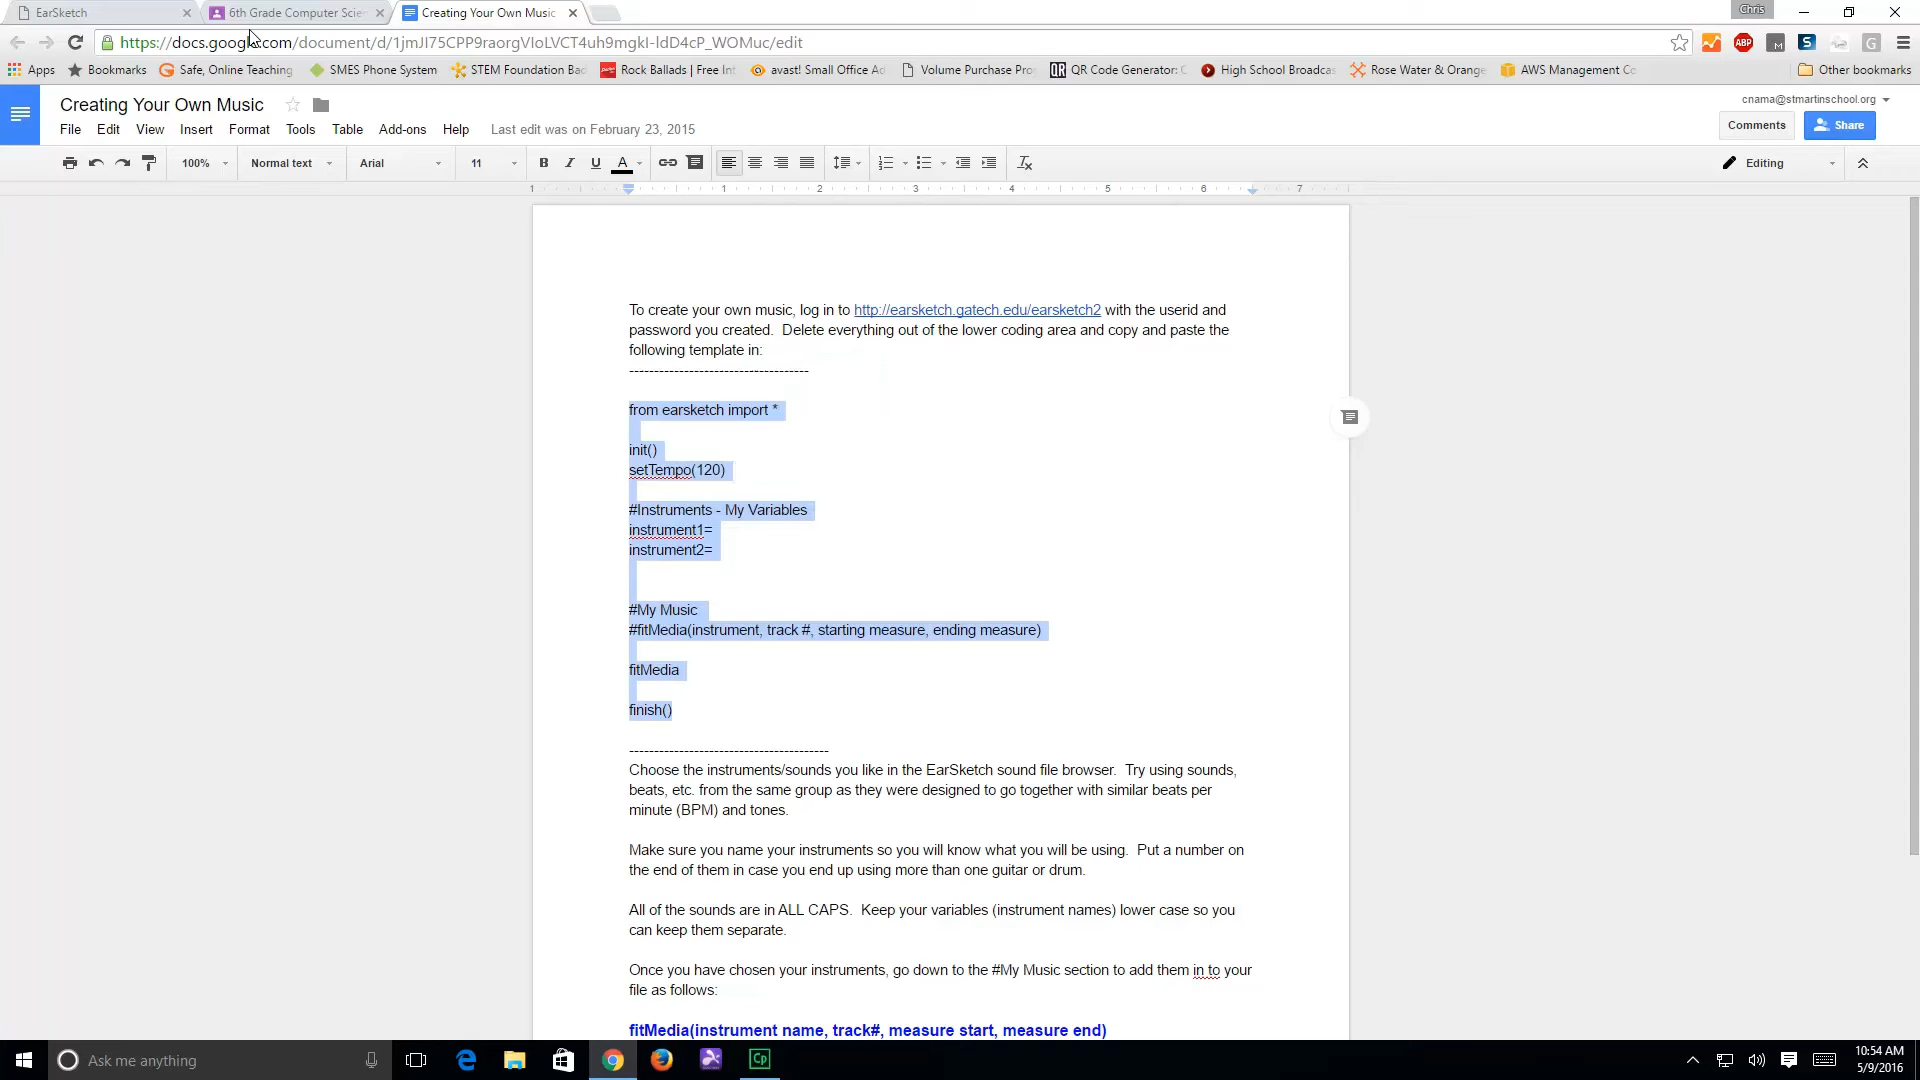 EarSketch
6th Grade Computer Scien
Creating Your Own Music
Chris
https://docs.google.com/document/d/1jmJI75CPP9raorgVIoLVCT4uh9mgkI-ldD4cP_WOMuc/edit
Apps
Bookmarks
Safe, Online Teaching
SMES Phone System
STEM Foundation Bad
Rock Ballads | Free Int
avast! Small Office Ad
Volume Purchase Pro
QR Code Generator:
High School Broadcas
Rose Water & Orange
AWS Management Co
Other bookmarks
Creating Your Own Music
cnama@stmartinschool.org
File Edit View Insert Format Tools Table Add-ons Help Last edit was on February 23, 2015
Comments
Share
100% Normal text Arial 11 B I U A Editing
1 1 2 3 4 5 6 7
To create your own music, log in to http://earsketch.gatech.edu/earsketch2 with the userid and
password you created. Delete everything out of the lower coding area and copy and paste the
following template in:
------------------------------------
from earsketch import *
init()
setTempo(120)
#Instruments - My Variables
instrument1=
instrument2=
#My Music
#fitMedia(instrument, track #, starting measure, ending measure)
fitMedia
finish()
----------------------------------------
Choose the instruments/sounds you like in the EarSketch sound file browser. Try using sounds,
beats, etc. from the same group as they were designed to go together with similar beats per
minute (BPM) and tones.
Make sure you name your instruments so you will know what you will be using. Put a number on
the end of them in case you end up using more than one guitar or drum.
All of the sounds are in ALL CAPS. Keep your variables (instrument names) lower case so you
can keep them separate.
Once you have chosen your instruments, go down to the #My Music section to add them in to your
file as follows:
fitMedia(instrument name, track#, measure start, measure end)
Ask me anything
10:54 AM
5/9/2016